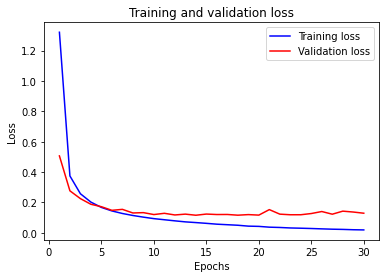 Training and validation loss
Training loss
Validation loss
1.2
1.0
0.8
0.6
0.4
0.2
0.0
Loss
0
5
10
15
20
25
30
Epochs